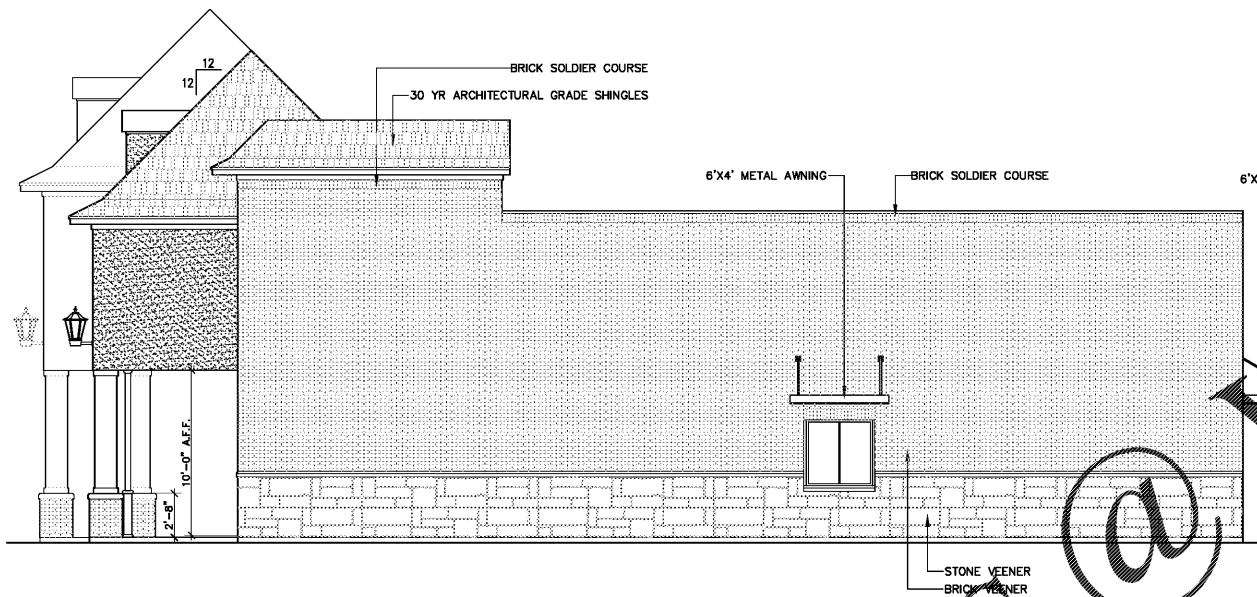 12
12
BRICK SOLDIER COURSE
30 YR ARCHITECTURAL GRADE SHINGLES
6'X4' METAL AWNING
BRICK SOLDIER COURSE
6'X
10'-0" A.F.F.
2'-8"
@
STONE VEENER
BRICK VEENER